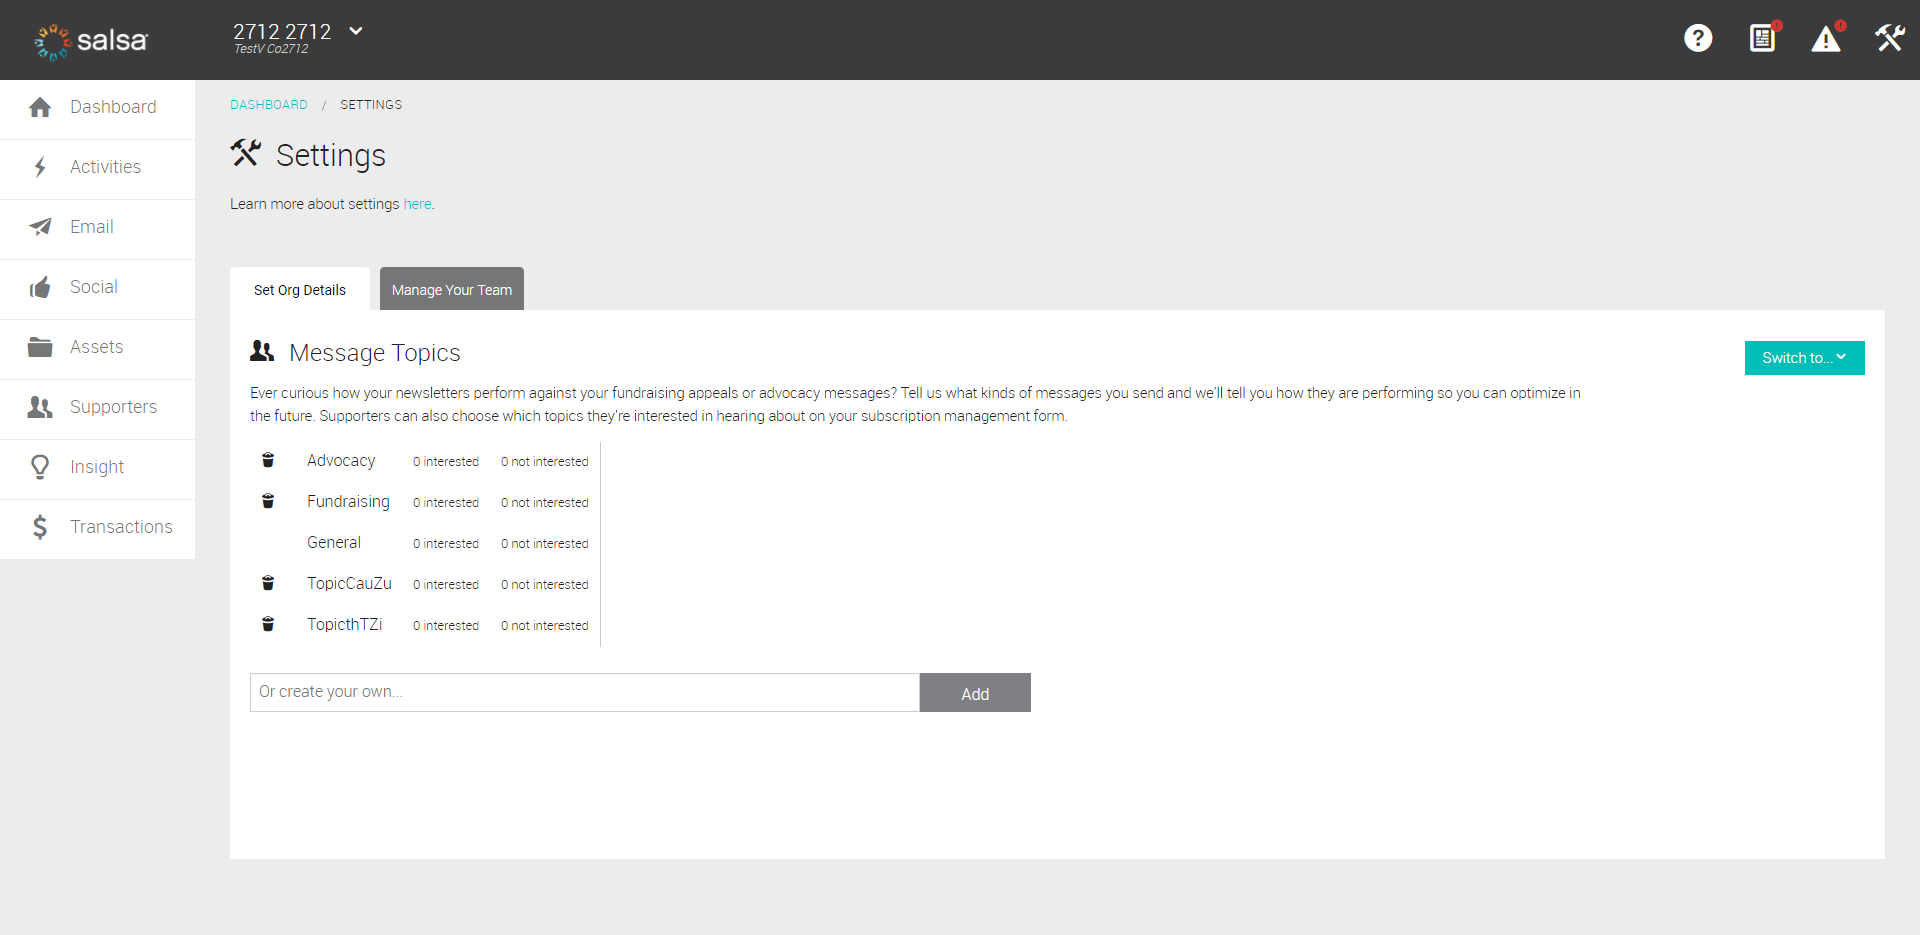 salsa
2712 2712
TestV Co2712
Dashboard
Activities
Email
Social
Assets
Supporters
Insight
Transactions
DASHBOARD / SETTINGS
Settings
Learn more about settings here.
Set Org Details
Manage Your Team
Message Topics
Switch to...
Ever curious how your newsletters perform against your fundraising appeals or advocacy messages? Tell us what kinds of messages you send and we'll tell you how they are performing so you can optimize in
the future. Supporters can also choose which topics they're interested in hearing about on your subscription management form.
Advocacy 0 interested 0 not interested
Fundraising 0 interested 0 not interested
General 0 interested 0 not interested
TopicCauZu 0 interested 0 not interested
TopicthTZi 0 interested 0 not interested
Or create your own...
Add